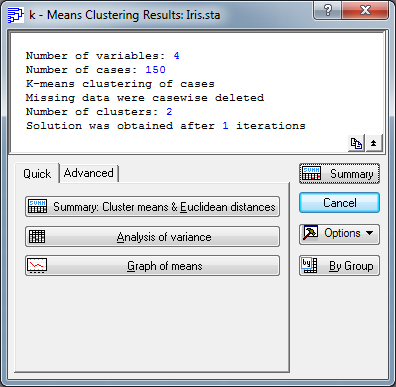 k - Means Clustering Results: Iris.sta
? X
Number of variables: 4
Number of cases: 150
K-means clustering of cases
Missing data were casewise deleted
Number of clusters: 2
Solution was obtained after 1 iterations
Quick Advanced
Summary
Summary: Cluster means & Euclidean distances
Cancel
Analysis of variance
Options
Graph of means
By Group